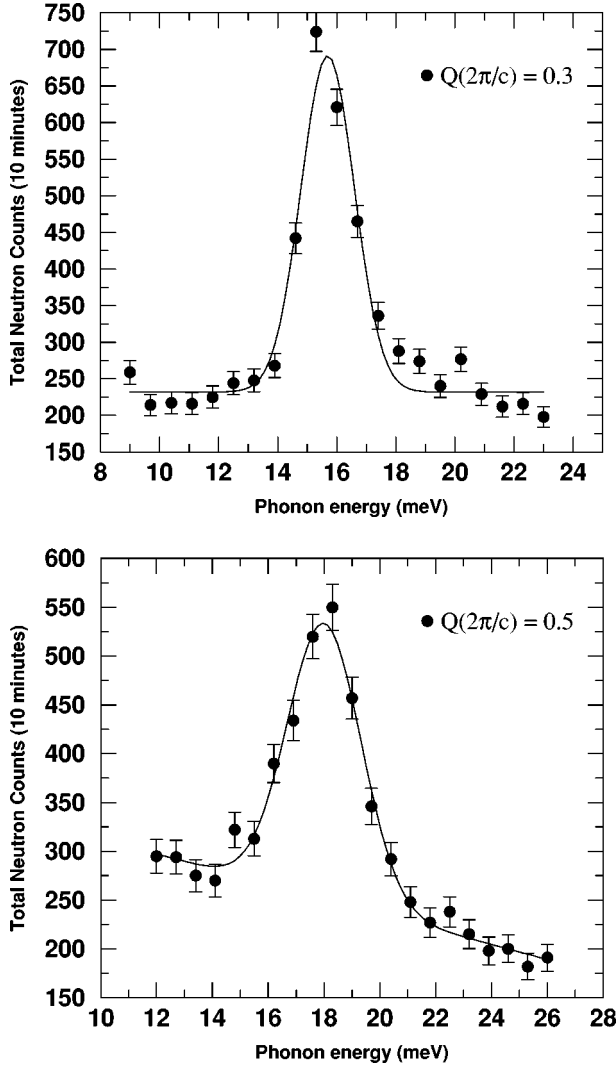 750
700
650
600
550
500
450
400
350
300
250
200
150
Total Neutron Counts (10 minutes)
Q(2π/c) = 0.3
8 10 12 14 16 18 20 22 24
Phonon energy (meV)
600
550
500
450
400
350
300
250
200
150
Total Neutron Counts (10 minutes)
Q(2π/c) = 0.5
10 12 14 16 18 20 22 24 26 28
Phonon energy (meV)